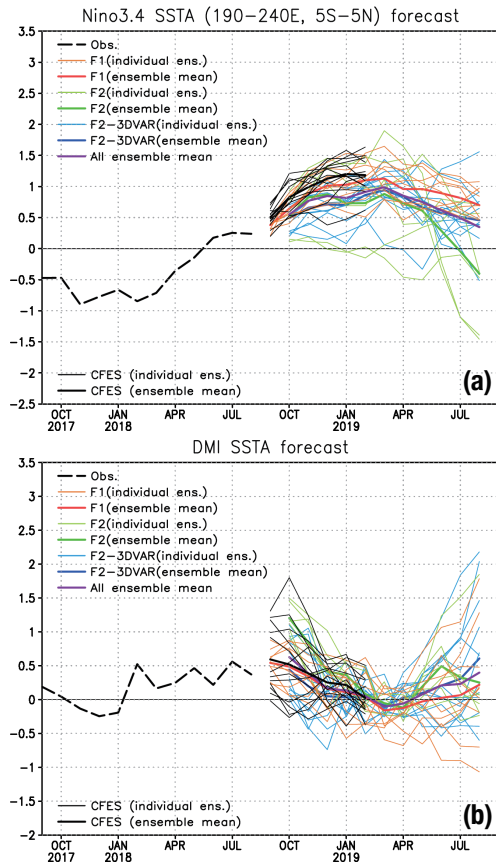 Nino3.4 SSTA (190-240E, 5S-5N) forecast
3.5
3
2.5
2
1.5
1
0.5
0
-0.5
-1
-1.5
-2
-2.5
Obs.
F1(individual ens.)
F1(ensemble mean)
F2(individual ens.)
F2(ensemble mean)
F2-3DVAR(individual ens.)
F2-3DVAR(ensemble mean)
All ensemble mean
CFES (individual ens.)
CFES (ensemble mean)
(a)
OCT JAN APR JUL OCT JAN APR JUL
2017 2018 2019
DMI SSTA forecast
3.5
3
2.5
2
1.5
1
0.5
0
-0.5
-1
-1.5
-2
Obs.
F1(individual ens.)
F1(ensemble mean)
F2(individual ens.)
F2(ensemble mean)
F2-3DVAR(individual ens.)
F2-3DVAR(ensemble mean)
All ensemble mean
CFES (individual ens.)
CFES (ensemble mean)
(b)
OCT JAN APR JUL OCT JAN APR JUL
2017 2018 2019